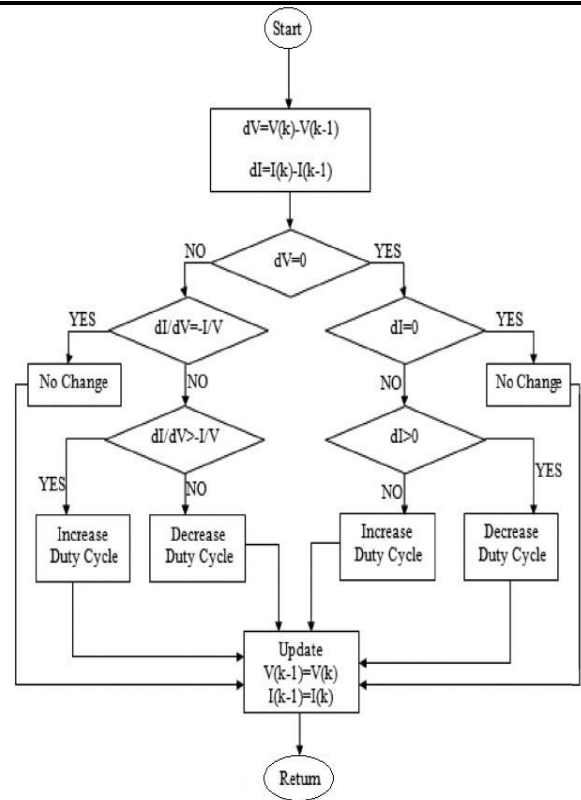 Start
dV=V(k)-V(k-1)
dI=I(k)-I(k-1)
NO
dV=0
YES
YES
dI/dV=-I/V
dI=0
YES
No Change
NO
NO
No Change
dI/dV>-I/V
dI>0
YES
NO
NO
YES
Increase
Duty Cycle
Decrease
Duty Cycle
Increase
Duty Cycle
Decrease
Duty Cycle
Update
V(k-1)=V(k)
I(k-1)=I(k)
Return